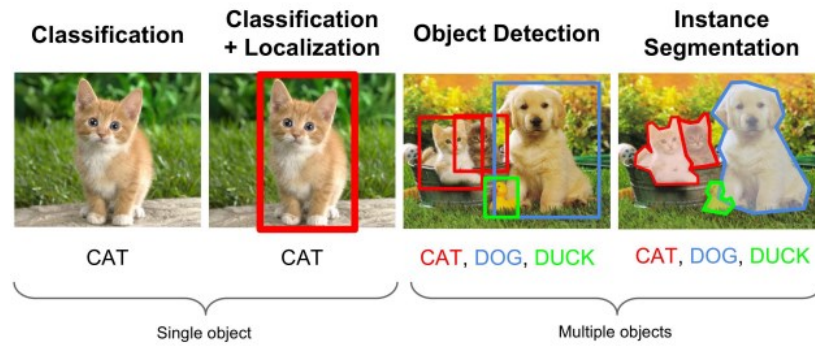 Classification
Classification
+ Localization
Object Detection
Instance
Segmentation
CAT
CAT
CAT, DOG, DUCK
CAT, DOG, DUCK
Single object
Multiple objects